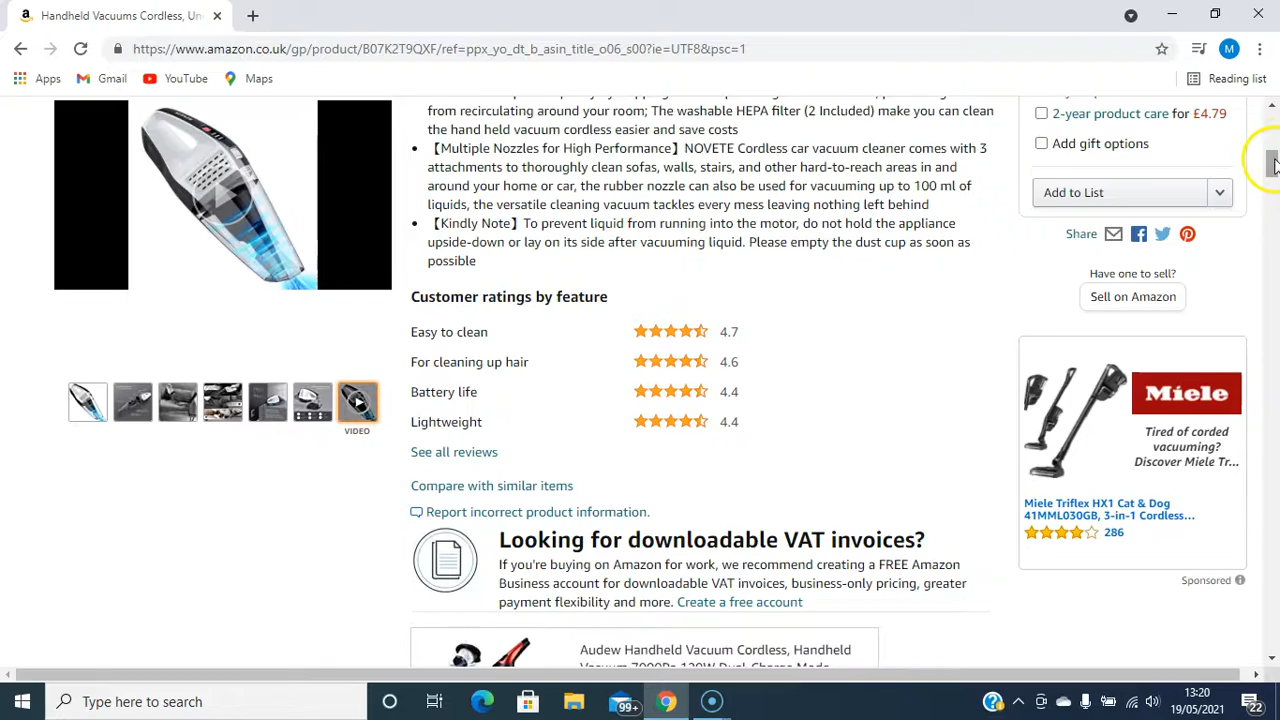 Handheld Vacuums Cordless, Un
https://www.amazon.co.uk/gp/product/B07K2T9QXF/ref=ppx_yo_dt_b_asin_title_o06_s00?ie=UTF8&psc=1
M
Apps
Gmail
YouTube
Maps
Reading list
from recirculating around your room; The washable HEPA filter (2 Included) make you can clean
the hand held vacuum cordless easier and save costs
• 【Multiple Nozzles for High Performance】NOVETE Cordless car vacuum cleaner comes with 3
attachments to thoroughly clean sofas, walls, stairs, and other hard-to-reach areas in and
around your home or car, the rubber nozzle can also be used for vacuuming up to 100 ml of
liquids, the versatile cleaning vacuum tackles every mess leaving nothing left behind
• 【Kindly Note】To prevent liquid from running into the motor, do not hold the appliance
upside-down or lay on its side after vacuuming liquid. Please empty the dust cup as soon as
possible
VIDEO
Customer ratings by feature
Easy to clean 4.7
For cleaning up hair 4.6
Battery life 4.4
Lightweight 4.4
See all reviews
Compare with similar items
Report incorrect product information.
Looking for downloadable VAT invoices?
If you're buying on Amazon for work, we recommend creating a FREE Amazon
Business account for downloadable VAT invoices, business-only pricing, greater
payment flexibility and more. Create a free account
Audew Handheld Vacuum Cordless, Handheld
2-year product care for £4.79
Add gift options
Add to List
Share
Have one to sell?
Sell on Amazon
Miele
Tired of corded
vacuuming?
Discover Miele Tr...
Miele Triflex HX1 Cat & Dog
41MML030GB, 3-in-1 Cordless...
286
Sponsored
Type here to search
99+
13:20
19/05/2021
22